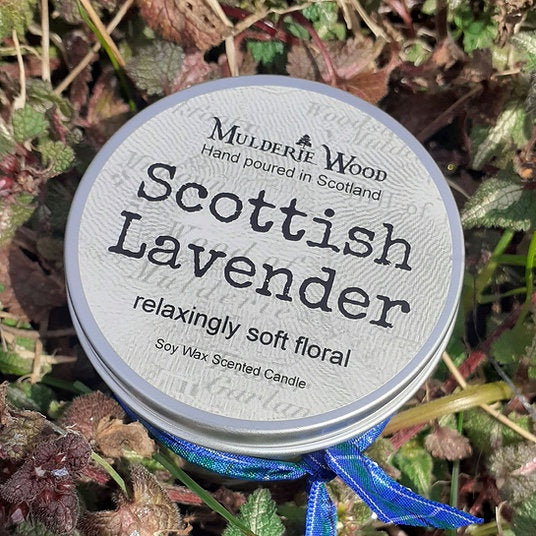 Mulderie Wood
Hand poured in Scotland
Scottish
Lavender
relaxingly soft floral
Soy Wax Scented Candle